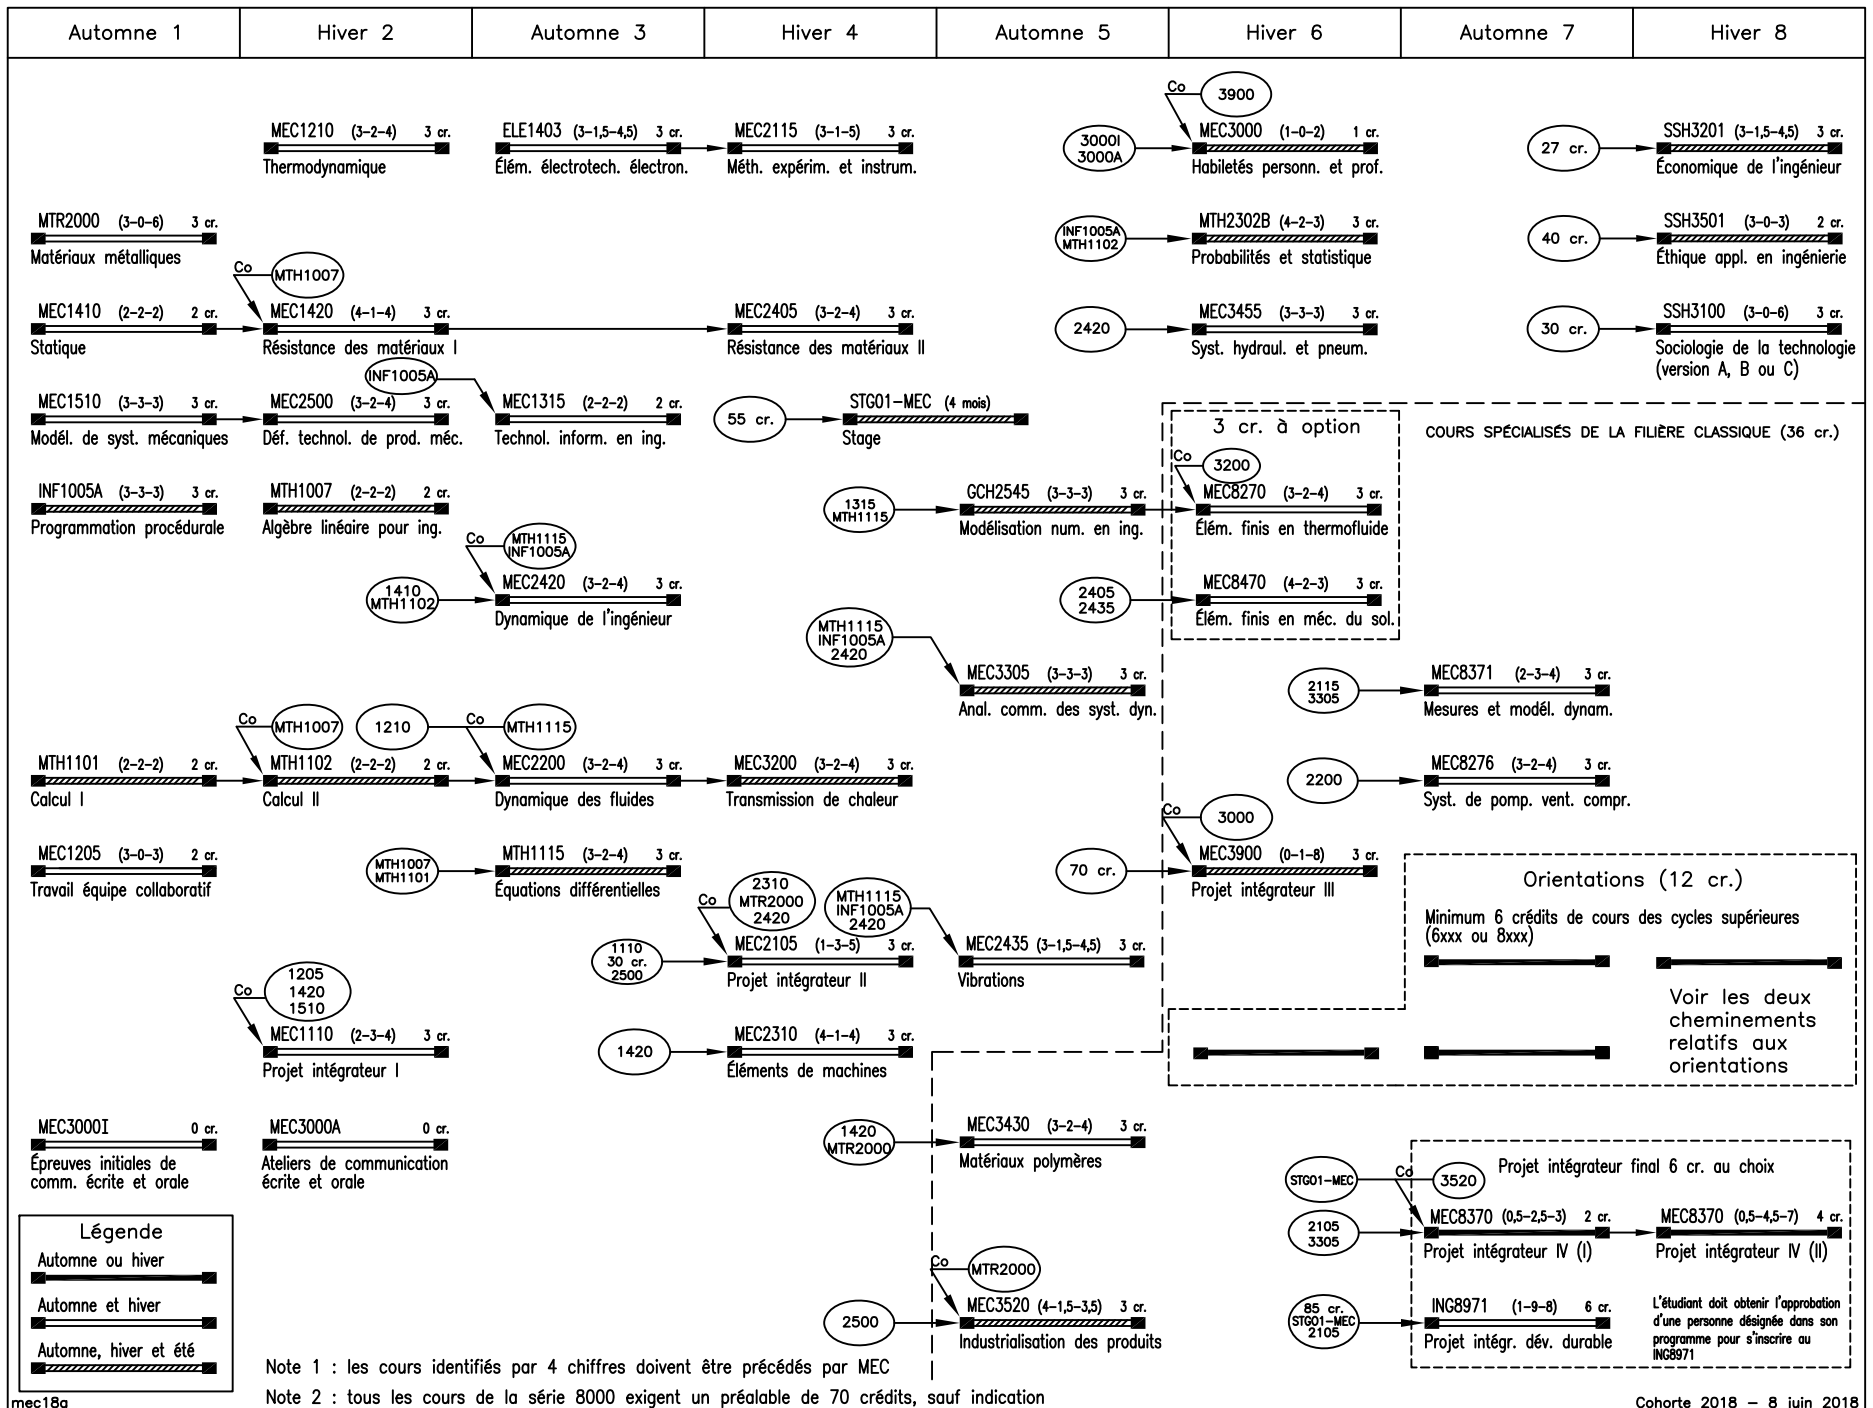 Automne 1
Hiver 2
Automne 3
Hiver 4
Automne 5
Hiver 6
Automne 7
Hiver 8
Co
3900
MEC1210 (3-2-4) 3 cr.
Thermodynamique
ELE1403 (3-1,5-4,5) 3 cr.
Élém. électrotech. électron.
MEC2115 (3-1-5) 3 cr.
Méth. expérim. et instrum.
3000I
3000A
MEC3000 (1-0-2) 1 cr.
Habiletés personn. et prof.
27 cr.
SSH3201 (3-1,5-4,5) 3 cr.
Économique de l'ingénieur
MTR2000 (3-0-6) 3 cr.
Matériaux métalliques
INF1005A
MTH1102
MTH2302B (4-2-3) 3 cr.
Probabilités et statistique
40 cr.
SSH3501 (3-0-3) 2 cr.
Éthique appl. en ingénierie
Co
MTH1007
MEC1410 (2-2-2) 2 cr.
Statique
MEC1420 (4-1-4) 3 cr.
Résistance des matériaux I
MEC2405 (3-2-4) 3 cr.
Résistance des matériaux II
2420
MEC3455 (3-3-3) 3 cr.
Syst. hydraul. et pneum.
30 cr.
SSH3100 (3-0-6) 3 cr.
Sociologie de la technologie
(version A, B ou C)
INF1005A
MEC1510 (3-3-3) 3 cr.
Modél. de syst. mécaniques
MEC2500 (3-2-4) 3 cr.
Déf. technol. de prod. méc.
MEC1315 (2-2-2) 2 cr.
Technol. inform. en ing.
55 cr.
STG01-MEC (4 mois)
Stage
3 cr. à option
COURS SPÉCIALISÉS DE LA FILIÈRE CLASSIQUE (36 cr.)
Co
3200
INF1005A (3-3-3) 3 cr.
Programmation procédurale
MTH1007 (2-2-2) 2 cr.
Algèbre linéaire pour ing.
1315
MTH1115
GCH2545 (3-3-3) 3 cr.
Modélisation num. en ing.
MEC8270 (3-2-4) 3 cr.
Élém. finis en thermofluide
Co
MTH1115
INF1005A
1410
MTH1102
MEC2420 (3-2-4) 3 cr.
Dynamique de l'ingénieur
2405
2435
MEC8470 (4-2-3) 3 cr.
Élém. finis en méc. du sol.
MTH1115
INF1005A
2420
MEC3305 (3-3-3) 3 cr.
Anal. comm. des syst. dyn.
2115
3305
MEC8371 (2-3-4) 3 cr.
Mesures et modél. dynam.
Co
MTH1007
1210
Co
MTH1115
MTH1101 (2-2-2) 2 cr.
Calcul I
MTH1102 (2-2-2) 2 cr.
Calcul II
MEC2200 (3-2-4) 3 cr.
Dynamique des fluides
MEC3200 (3-2-4) 3 cr.
Transmission de chaleur
2200
MEC8276 (3-2-4) 3 cr.
Syst. de pomp. vent. compr.
Co
3000
MEC1205 (3-0-3) 2 cr.
Travail équipe collaboratif
MTH1007
MTH1101
MTH1115 (3-2-4) 3 cr.
Équations différentielles
70 cr.
MEC3900 (0-1-8) 3 cr.
Projet intégrateur III
Orientations (12 cr.)
Minimum 6 crédits de cours des cycles supérieures
(6xxx ou 8xxx)
Co
2310
MTR2000
2420
MTH1115
INF1005A
2420
1110
30 cr.
2500
MEC2105 (1-3-5) 3 cr.
Projet intégrateur II
MEC2435 (3-1,5-4,5) 3 cr.
Vibrations
Voir les deux
cheminements
relatifs aux
orientations
Co
1205
1420
1510
MEC1110 (2-3-4) 3 cr.
Projet intégrateur I
1420
MEC2310 (4-1-4) 3 cr.
Éléments de machines
MEC3000I 0 cr.
Épreuves initiales de
comm. écrite et orale
MEC3000A 0 cr.
Ateliers de communication
écrite et orale
1420
MTR2000
MEC3430 (3-2-4) 3 cr.
Matériaux polymères
Projet intégrateur final 6 cr. au choix
STG01-MEC
Co
3520
2105
3305
MEC8370 (0,5-2,5-3) 2 cr.
Projet intégrateur IV (I)
MEC8370 (0,5-4,5-7) 4 cr.
Projet intégrateur IV (II)
Légende
Automne ou hiver
Automne et hiver
Automne, hiver et été
Co
MTR2000
2500
MEC3520 (4-1,5-3,5) 3 cr.
Industrialisation des produits
85 cr.
STG01-MEC
2105
ING8971 (1-9-8) 6 cr.
Projet intégr. dév. durable
L'étudiant doit obtenir l'approbation
d'une personne désignée dans son
programme pour s'inscrire au
ING8971
Note 1 : les cours identifiés par 4 chiffres doivent être précédés par MEC
Note 2 : tous les cours de la série 8000 exigent un préalable de 70 crédits, sauf indication
mec18a
Cohorte 2018 – 8 juin 2018